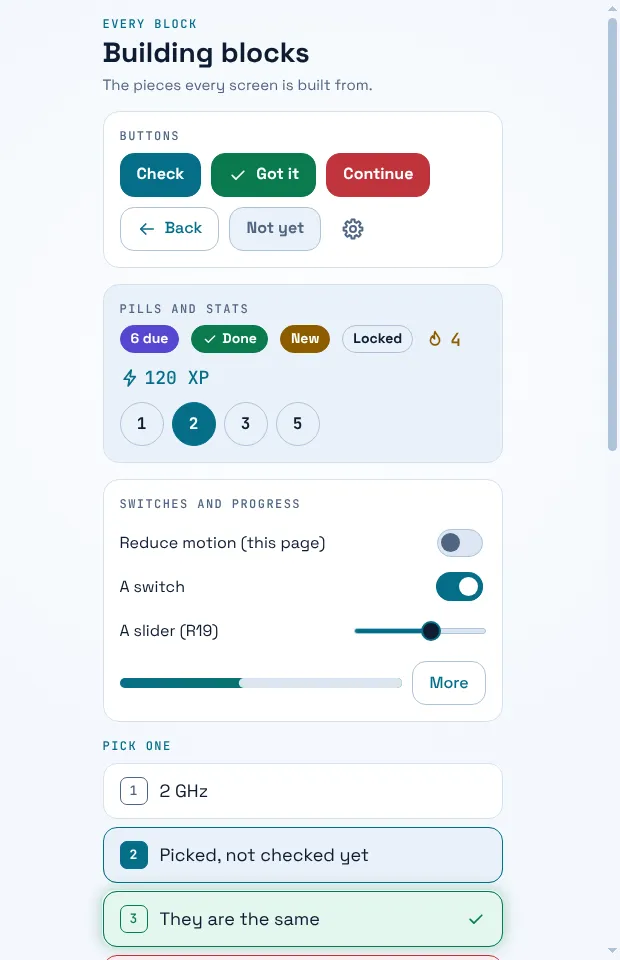 EVERY BLOCK
Building blocks
The pieces every screen is built from.
BUTTONS
Check Got it Continue
Back Not yet
PILLS AND STATS
6 due Done New Locked 4
120 XP
1 2 3 5
SWITCHES AND PROGRESS
Reduce motion (this page)
A switch
A slider (R19)
More
PICK ONE
1 2 GHz
2 Picked, not checked yet
3 They are the same